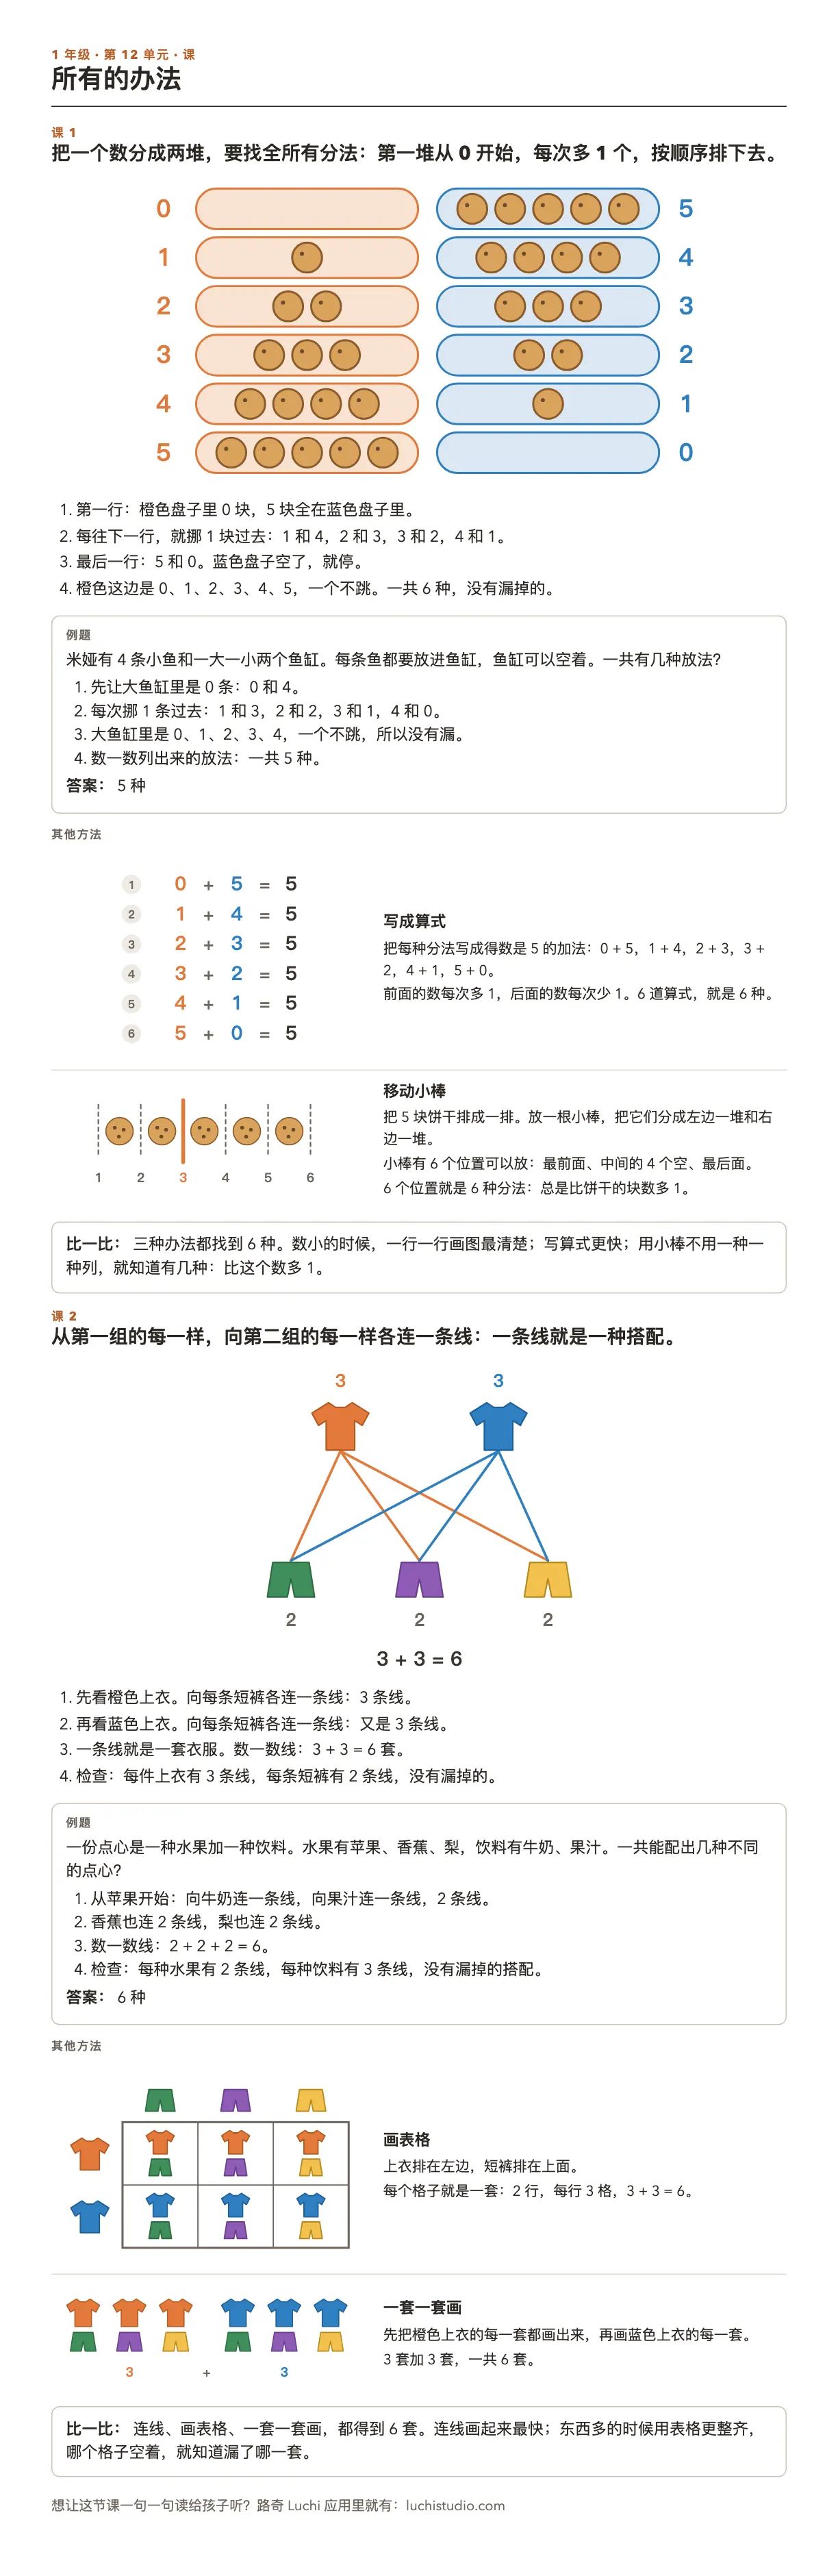 1 年级 · 第 12 单元 · 课
所有的办法
课 1
把一个数分成两堆，要找全所有分法：第一堆从 0 开始，每次多 1 个，按顺序排下去。
0 5
1 4
2 3
3 2
4 1
5 0
1. 第一行：橙色盘子里 0 块，5 块全在蓝色盘子里。
2. 每往下一行，就挪 1 块过去：1 和 4，2 和 3，3 和 2，4 和 1。
3. 最后一行：5 和 0。蓝色盘子空了，就停。
4. 橙色这边是 0、1、2、3、4、5，一个不跳。一共 6 种，没有漏掉的。
例题
米娅有 4 条小鱼和一大一小两个鱼缸。每条鱼都要放进鱼缸，鱼缸可以空着。一共有几种放法？
1. 先让大鱼缸里是 0 条：0 和 4。
2. 每次挪 1 条过去：1 和 3，2 和 2，3 和 1，4 和 0。
3. 大鱼缸里是 0、1、2、3、4，一个不跳，所以没有漏。
4. 数一数列出来的放法：一共 5 种。
答案： 5 种
其他方法
1 0 + 5 = 5
2 1 + 4 = 5
3 2 + 3 = 5
4 3 + 2 = 5
5 4 + 1 = 5
6 5 + 0 = 5
写成算式
把每种分法写成得数是 5 的加法：0 + 5，1 + 4，2 + 3，3 +
2，4 + 1，5 + 0。
前面的数每次多 1，后面的数每次少 1。6 道算式，就是 6 种。
1 2 3 4 5 6
移动小棒
把 5 块饼干排成一排。放一根小棒，把它们分成左边一堆和右
边一堆。
小棒有 6 个位置可以放：最前面、中间的 4 个空、最后面。
6 个位置就是 6 种分法：总是比饼干的块数多 1。
比一比： 三种办法都找到 6 种。数小的时候，一行一行画图最清楚；写算式更快；用小棒不用一种一
种列，就知道有几种：比这个数多 1。
课 2
从第一组的每一样，向第二组的每一样各连一条线：一条线就是一种搭配。
3 3
2 2 2
3 + 3 = 6
1. 先看橙色上衣。向每条短裤各连一条线：3 条线。
2. 再看蓝色上衣。向每条短裤各连一条线：又是 3 条线。
3. 一条线就是一套衣服。数一数线：3 + 3 = 6 套。
4. 检查：每件上衣有 3 条线，每条短裤有 2 条线，没有漏掉的。
例题
一份点心是一种水果加一种饮料。水果有苹果、香蕉、梨，饮料有牛奶、果汁。一共能配出几种不同
的点心？
1. 从苹果开始：向牛奶连一条线，向果汁连一条线，2 条线。
2. 香蕉也连 2 条线，梨也连 2 条线。
3. 数一数线：2 + 2 + 2 = 6。
4. 检查：每种水果有 2 条线，每种饮料有 3 条线，没有漏掉的搭配。
答案： 6 种
其他方法
画表格
上衣排在左边，短裤排在上面。
每个格子就是一套：2 行，每行 3 格，3 + 3 = 6。
3 + 3
一套一套画
先把橙色上衣的每一套都画出来，再画蓝色上衣的每一套。
3 套加 3 套，一共 6 套。
比一比： 连线、画表格、一套一套画，都得到 6 套。连线画起来最快；东西多的时候用表格更整齐，
哪个格子空着，就知道漏了哪一套。
想让这节课一句一句读给孩子听？路奇 Luchi 应用里就有：luchistudio.com